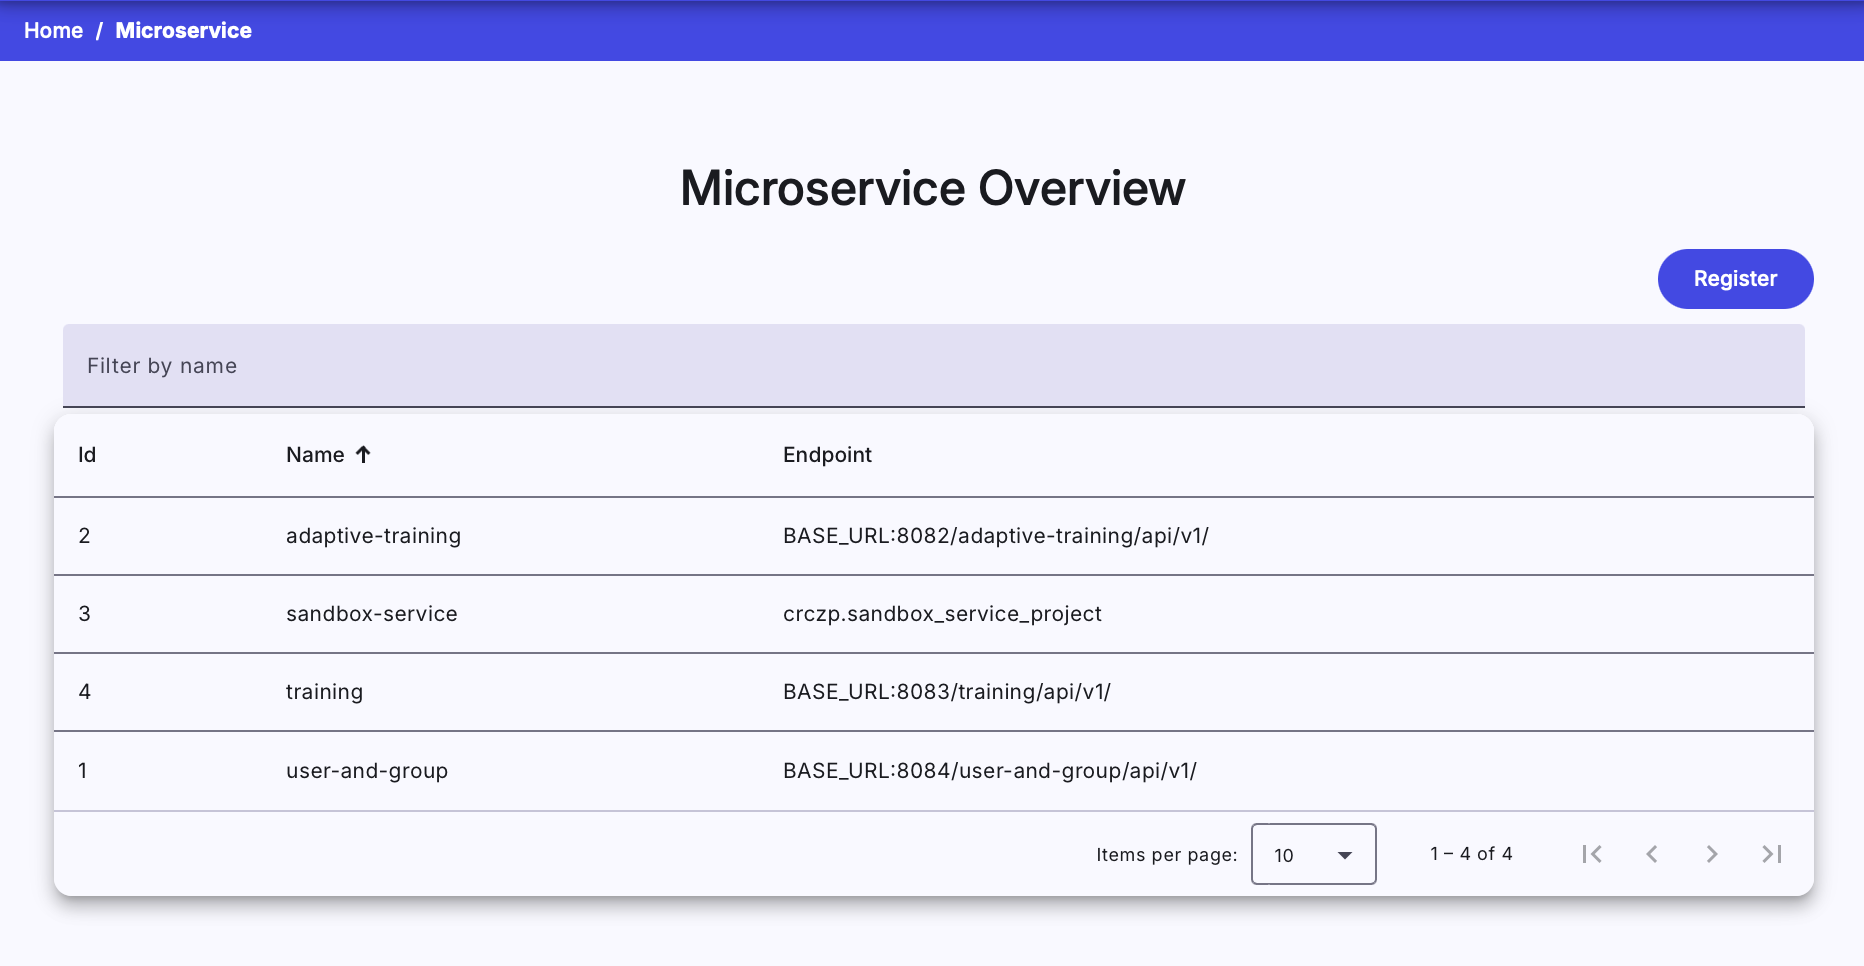 Home / Microservice
Microservice Overview
Register
Filter by name
Id Name Endpoint
2 adaptive-training BASE_URL:8082/adaptive-training/api/v1/
3 sandbox-service crczp.sandbox_service_project
4 training BASE_URL:8083/training/api/v1/
1 user-and-group BASE_URL:8084/user-and-group/api/v1/
Items per page: 10 1 – 4 of 4